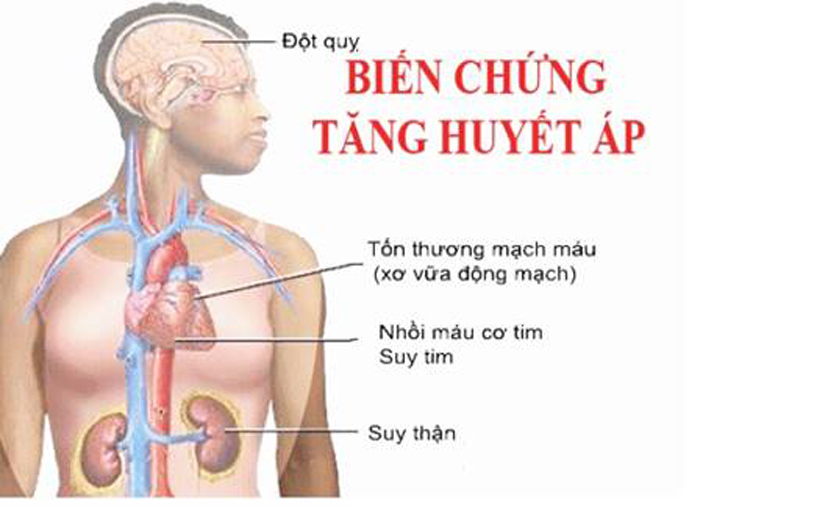 Đột quỵ
BIẾN CHỨNG
TĂNG HUYẾT ÁP
Tổn thương mạch máu
(xơ vữa động mạch)
Nhồi máu cơ tim
Suy tim
Suy thận